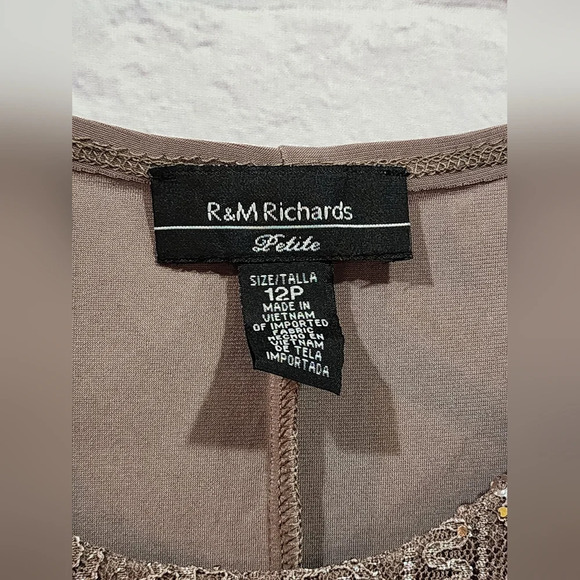 R&M Richards
Petite
SIZE/TALLA
12P
MADE IN
VIETNAM
OF IMPORTED
FABRIC
HECHO EN
VIETNAM
DE TELA
IMPORTADA